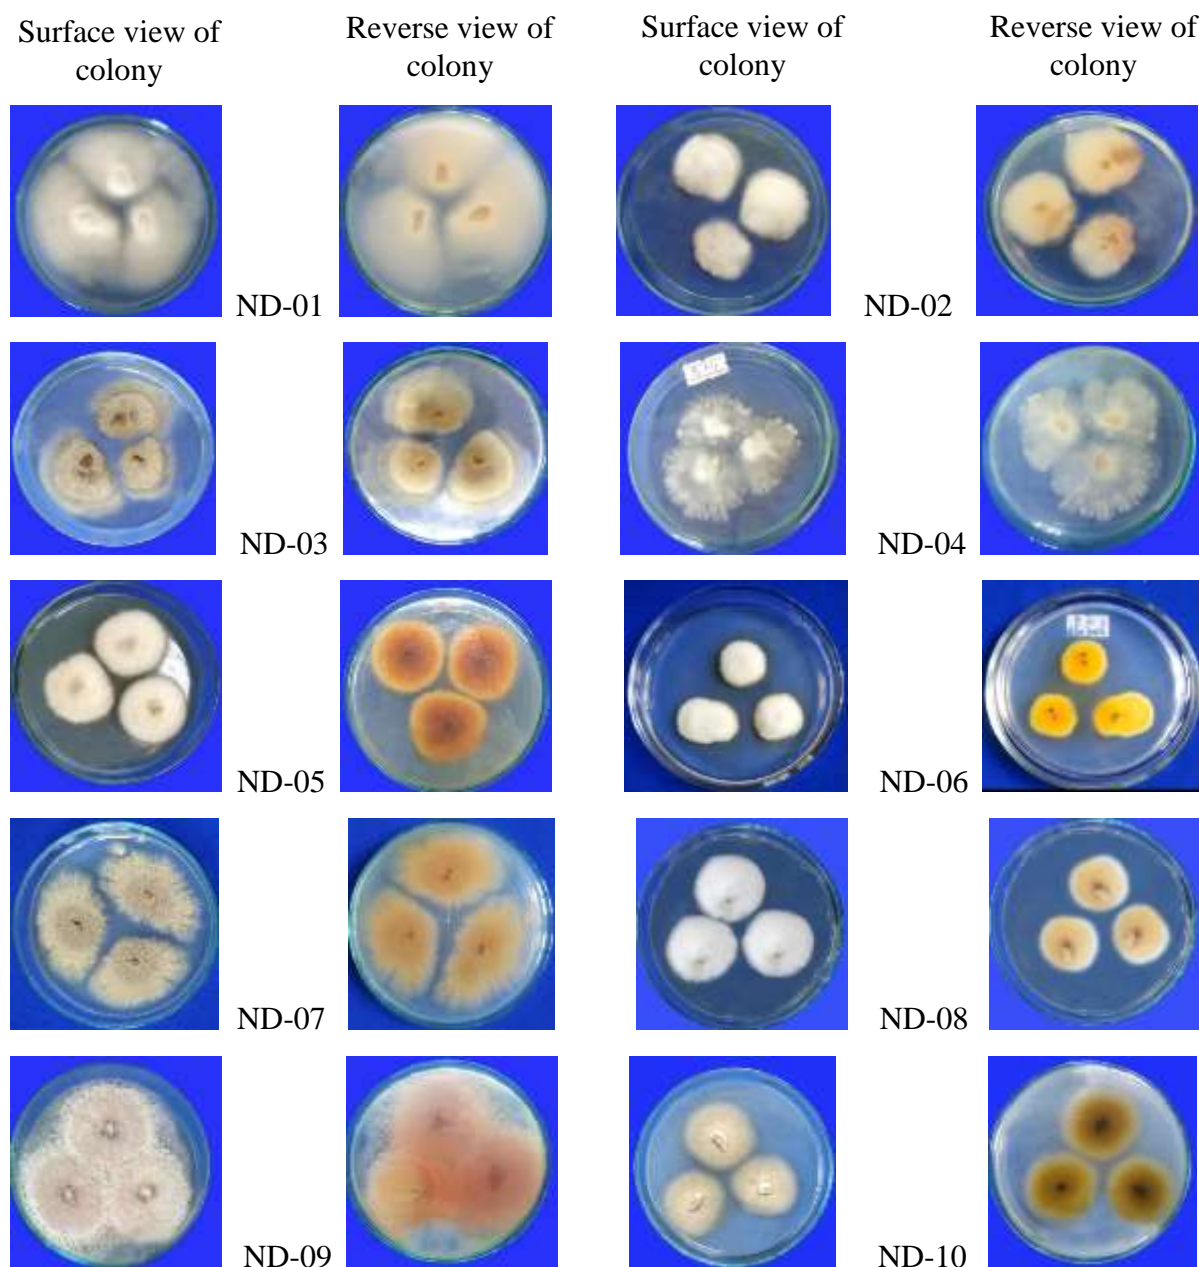 Surface view of
colony
Reverse view of
colony
Surface view of
colony
Reverse view of
colony
ND-01
ND-02
ND-03
ND-04
ND-05
ND-06
ND-07
ND-08
ND-09
ND-10